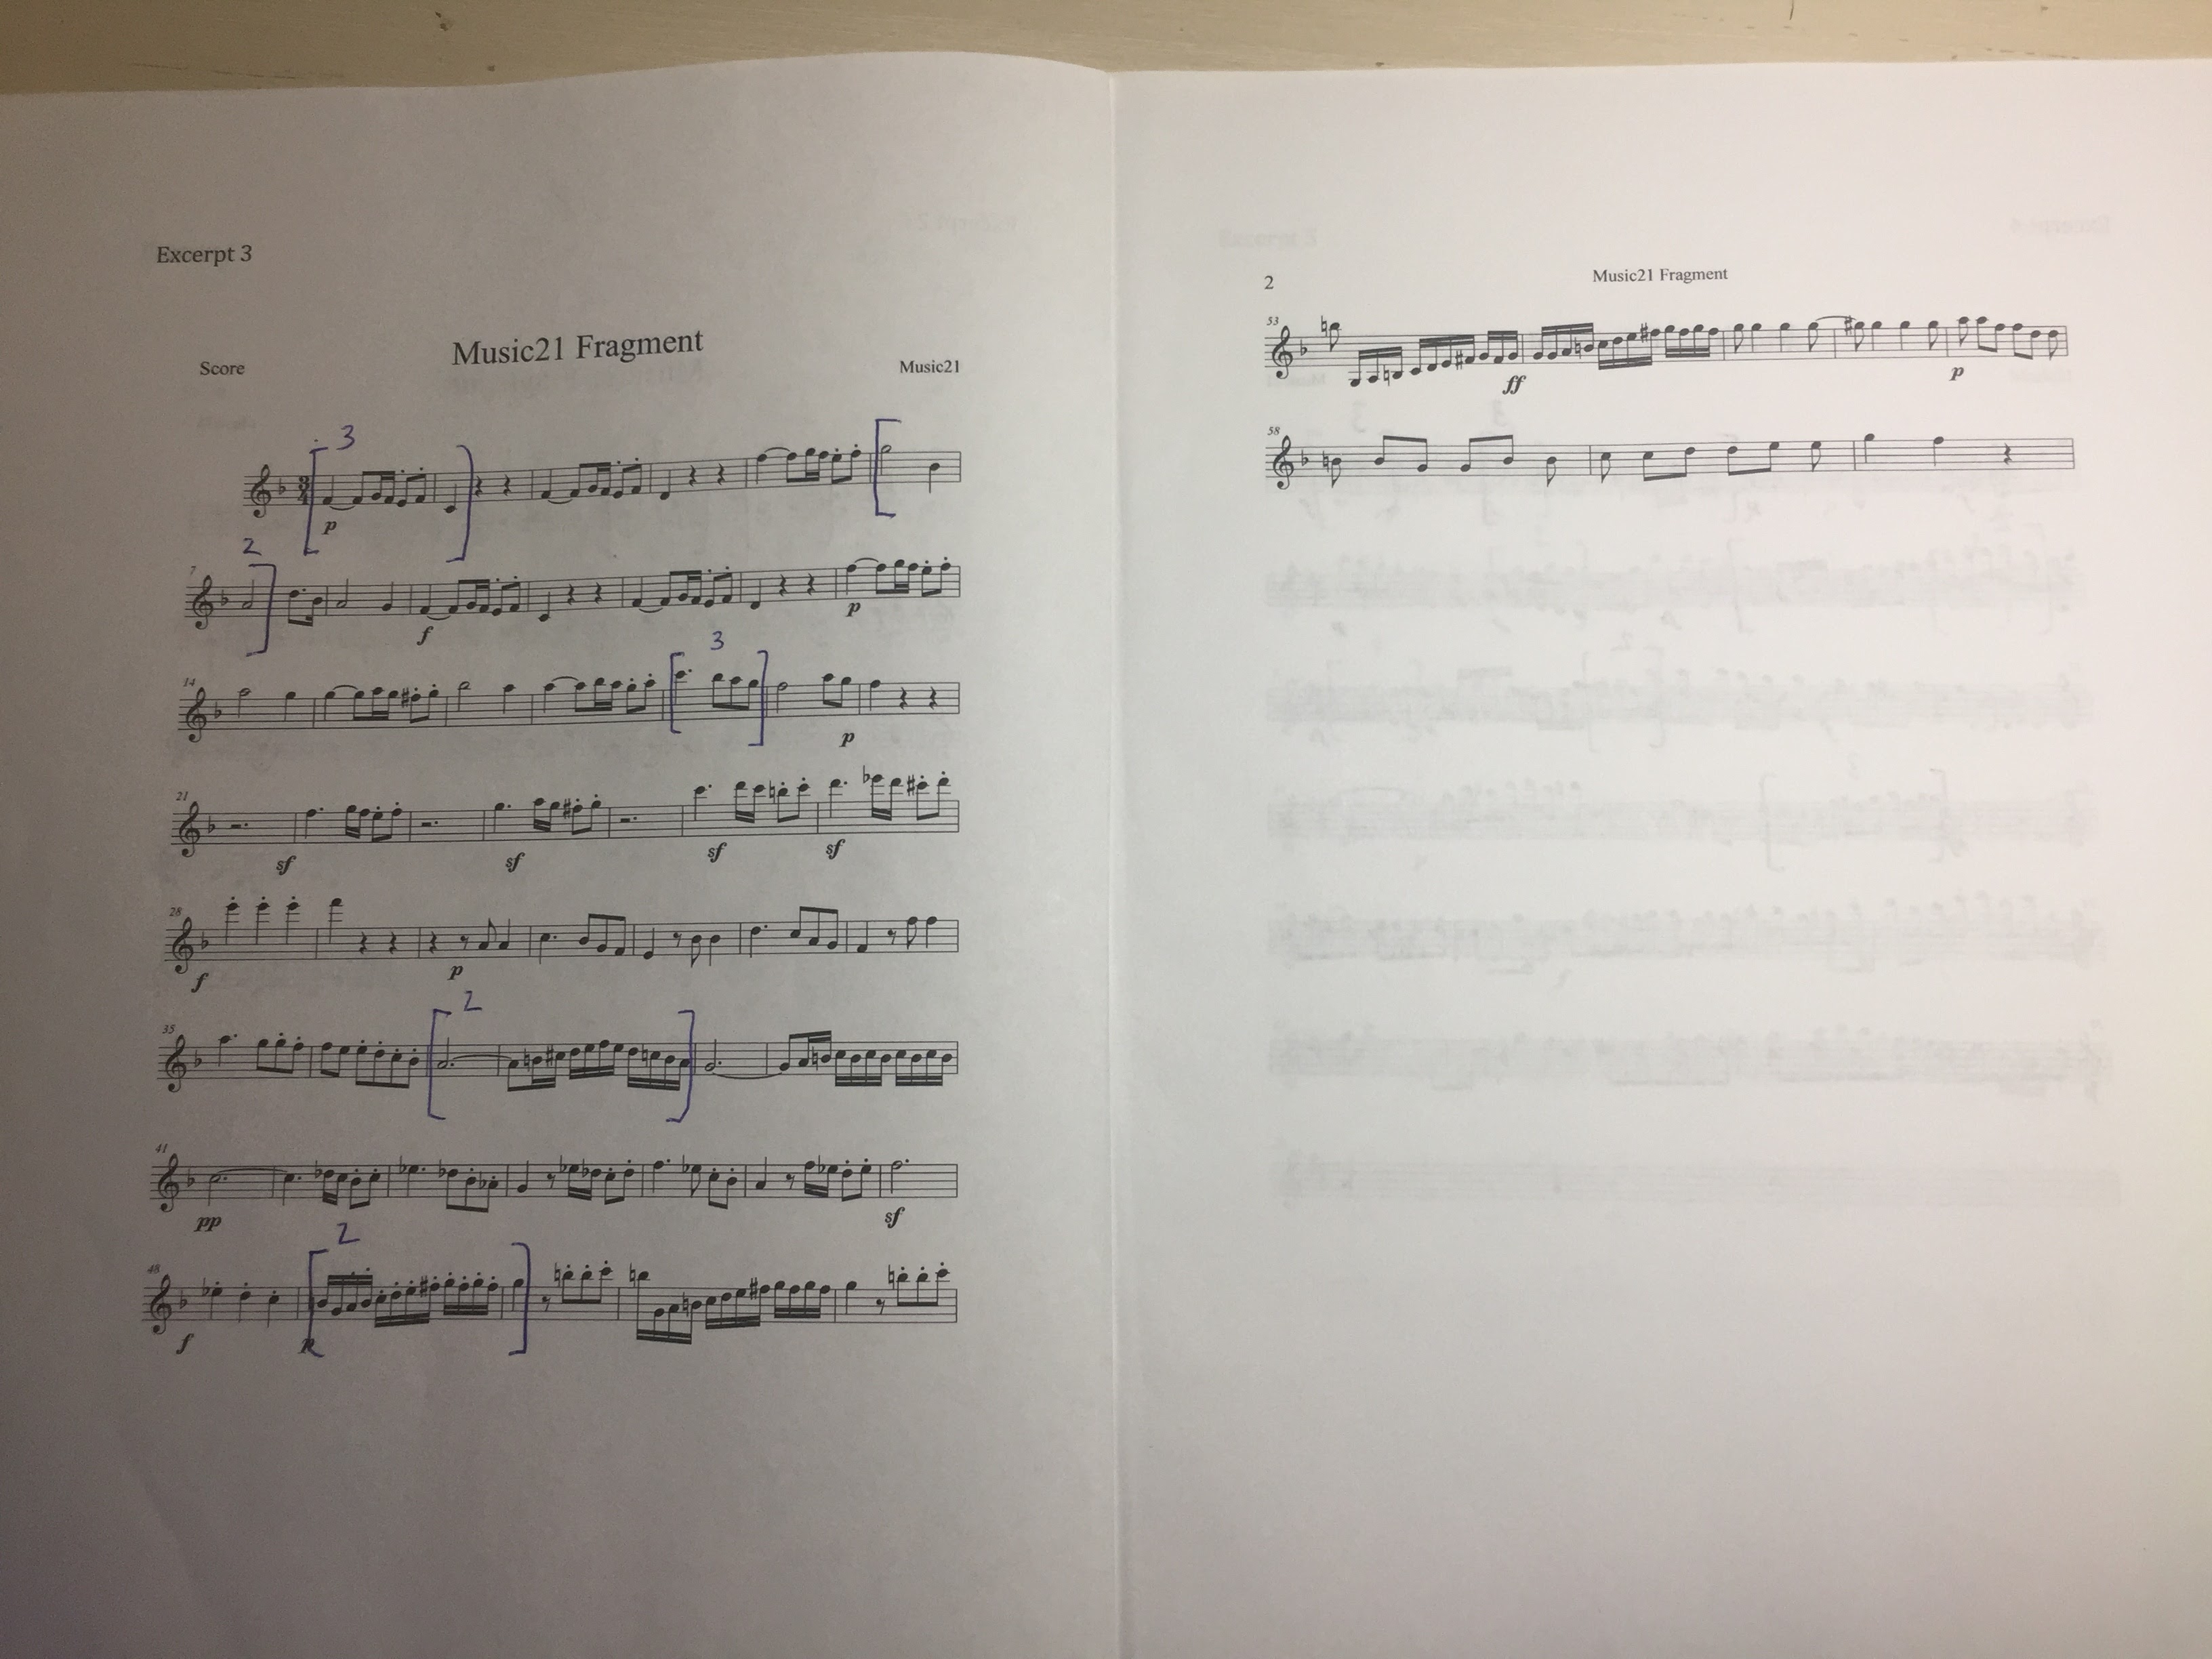 Excerpt 3
Music21 Fragment
Score
Music21
3
3
4
p
2
7
f
p
3
14
p
21
sf
sf
sf
sf
28
f
p
2
35
41
pp
sf
2
48
f
2
Music21 Fragment
53
ff
p
58